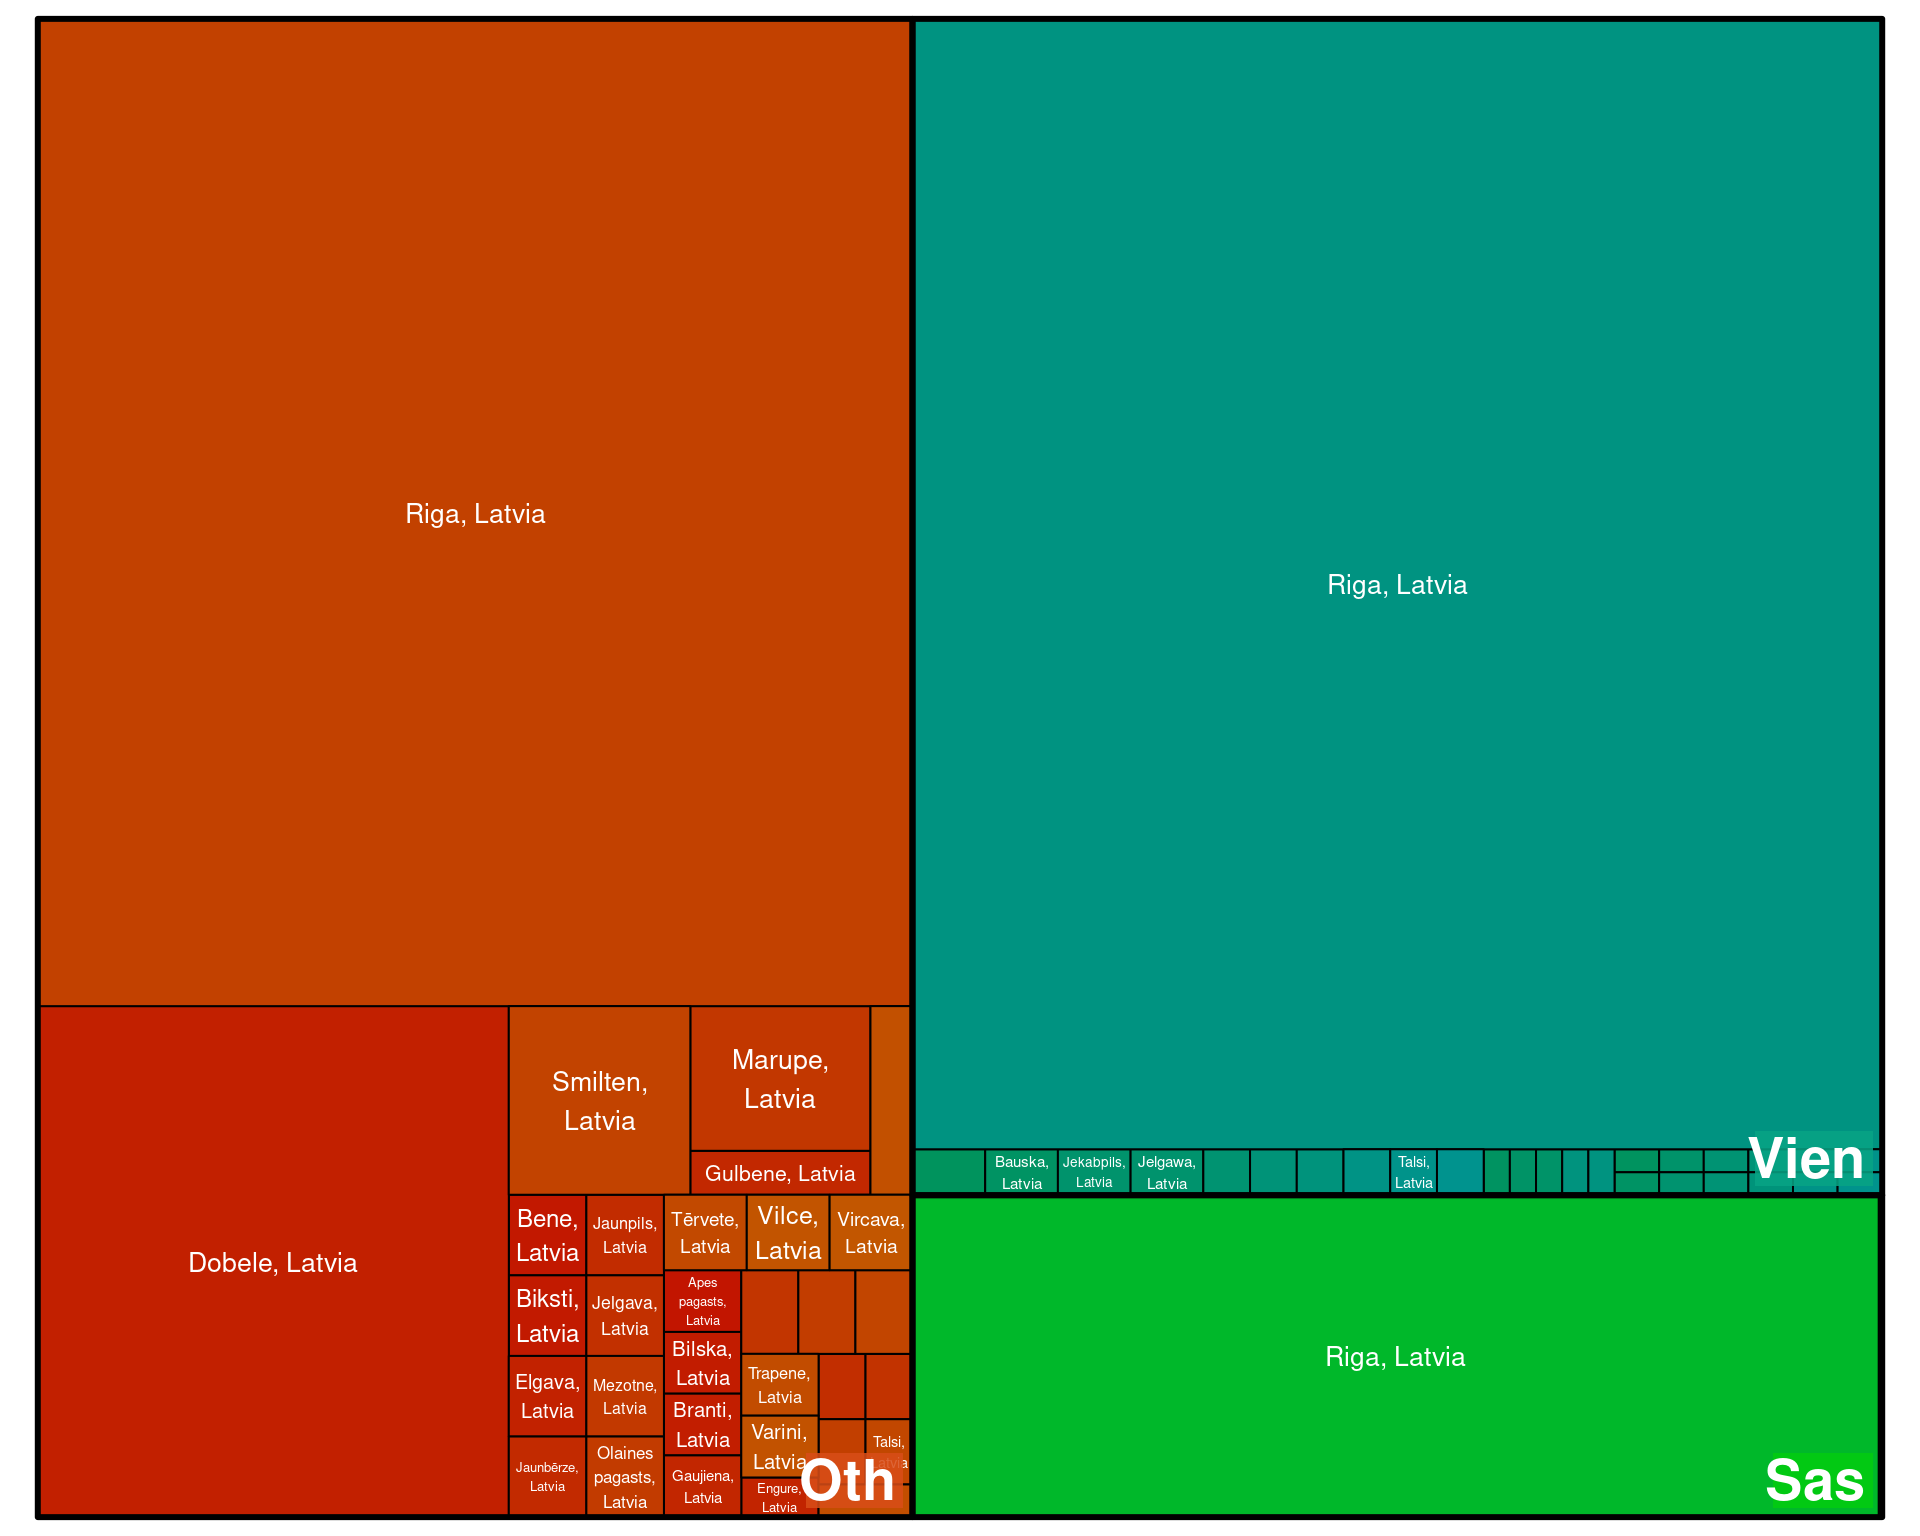 Riga, Latvia
Riga, Latvia
Smilten,
Latvia
Marupe,
Latvia
Gulbene, Latvia
Dobele, Latvia
Bauska,
Latvia
Jekabpils,
Latvia
Jelgawa,
Latvia
Talsi,
Latvia
Vien
Bene,
Latvia
Jaunpils,
Latvia
Tērvete,
Latvia
Vilce,
Latvia
Vircava,
Latvia
Biksti,
Latvia
Jelgava,
Latvia
Apes
pagasts,
Latvia
Bilska,
Latvia
Elgava,
Latvia
Mezotne,
Latvia
Trapene,
Latvia
Branti,
Latvia
Varini,
Latvia
Talsi,
Latvia
Jaunbērze,
Latvia
Olaines
pagasts,
Latvia
Gaujiena,
Latvia
Engure,
Latvia
Oth
Riga, Latvia
Sas